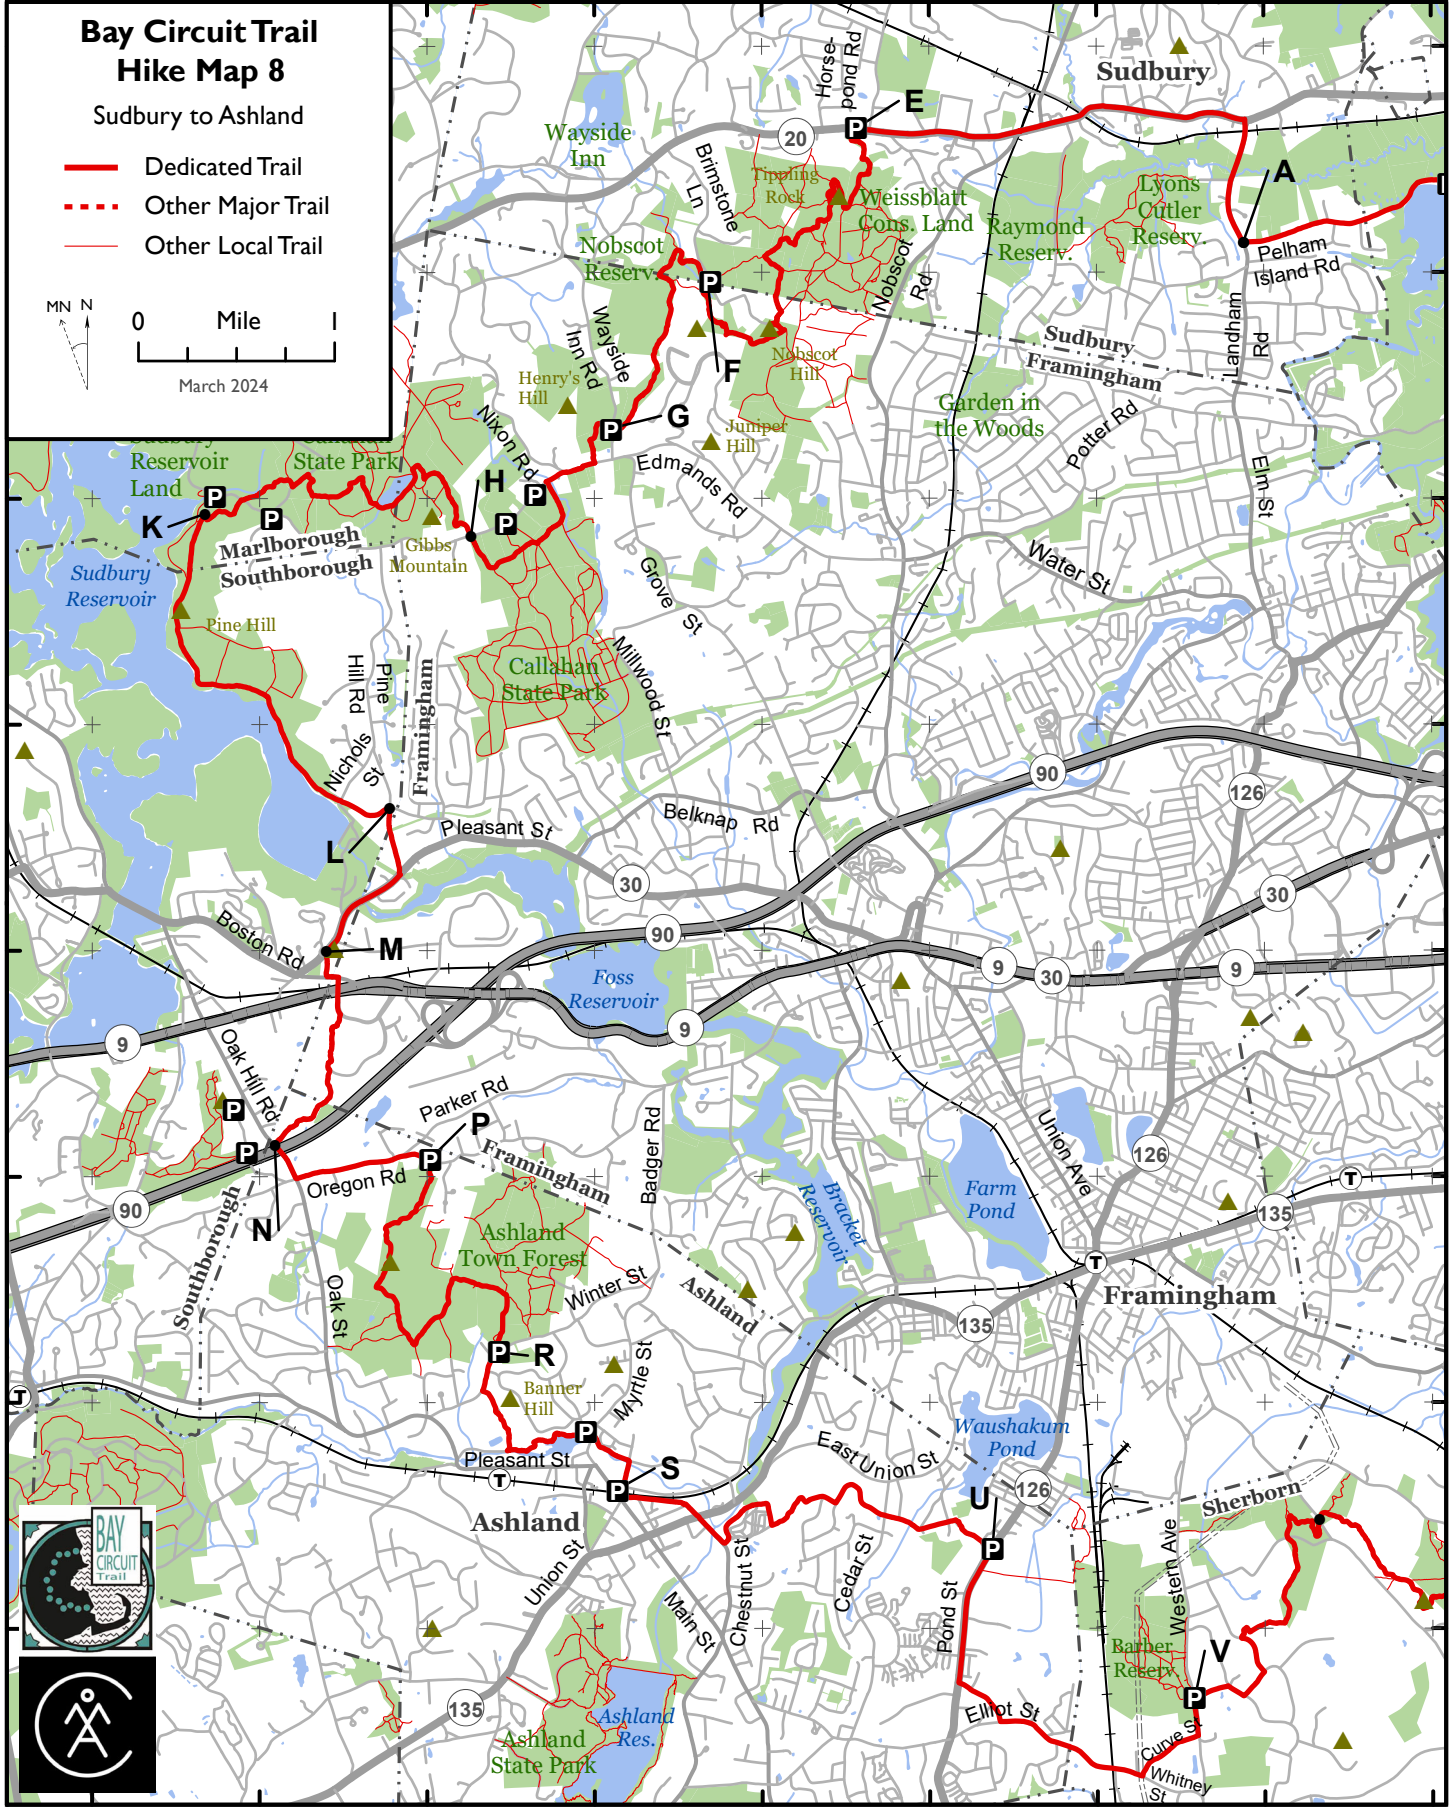 Bay Circuit Trail
Hike Map 8
Sudbury to Ashland
Dedicated Trail
Other Major Trail
Other Local Trail
MN N
0 Mile 1
March 2024
Horse-
pond Rd
E
Sudbury
20
Wayside
Inn
Brimstone
Ln
Tippling
Rock
Weissblatt
Cons. Land
Lyons
Cutler
Reserv.
A
Raymond
Reserv.
Nobscot
Reserv.
Nobscot
Rd
Pelham
Island Rd
Landham
Rd
Wayside
Inn Rd
F
Nobscot
Hill
Sudbury
Framingham
Henry's
Hill
G
Juniper
Hill
Garden in
the Woods
Potter Rd
Nixon Rd
Edmands Rd
Elm St
Sudbury
Reservoir
Land
Callahan
State Park
P
H
K
Marlborough
Southborough
Gibbs
Mountain
Sudbury
Reservoir
Pine Hill
Water St
Grove St
Callahan
State Park
Millwood St
Pine
Hill Rd
Framingham
Nichols
St
L
Pleasant St
Belknap Rd
90
126
30
30
90
Boston Rd
M
Foss
Reservoir
9
30
9
9
9
Oak Hill Rd
P
P
Parker Rd
P
Framingham
Badger Rd
Union Ave
126
Oregon Rd
90
N
Southborough
Ashland
Town Forest
Bracket
Reservoir
Farm
Pond
T
135
T
Framingham
Winter St
Ashland
Oak St
135
R
Banner
Hill
Myrtle St
T
Pleasant St
T
S
East Union St
Waushakum
Pond
126
U
Ashland
Sherborn
Union St
Main St
Chestnut St
Cedar St
Pond St
Western Ave
Barber
Reserv.
V
Elliot St
Curve St
Whitney
St
135
Ashland
Res.
Ashland
State Park
BAY
CIRCUIT
Trail